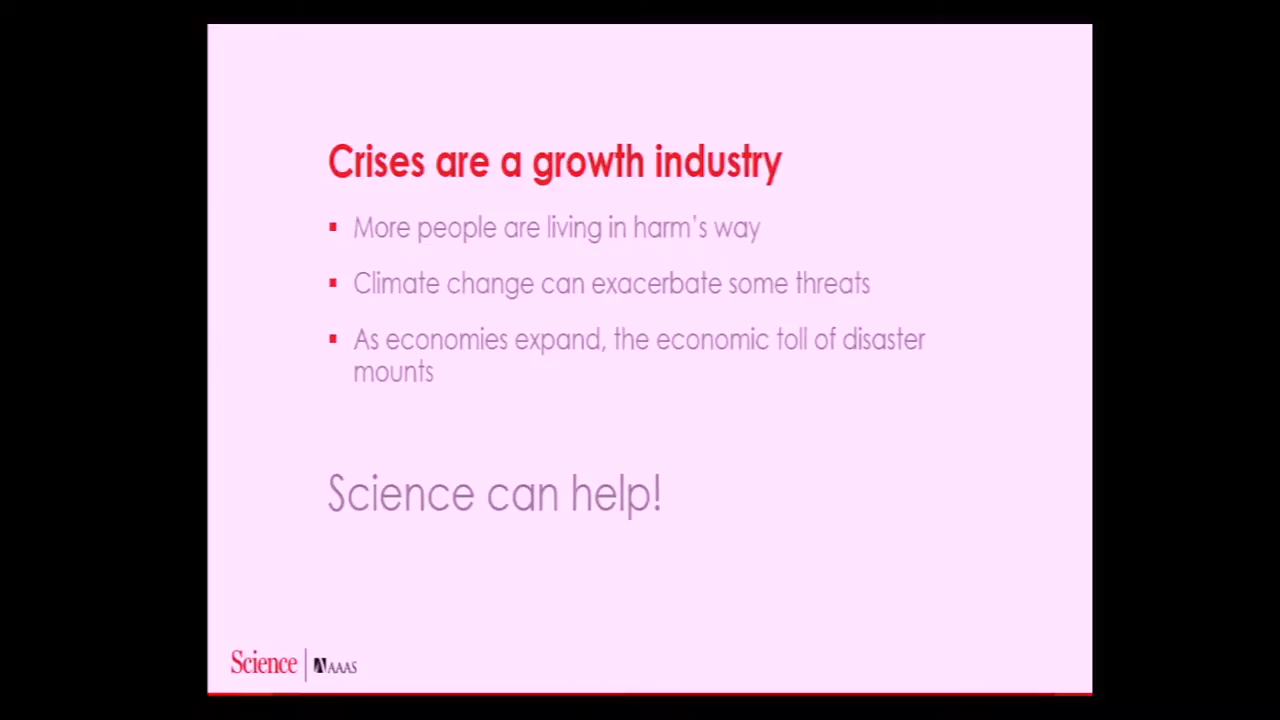 Crises are a growth industry
▪ More people are living in harm's way
▪ Climate change can exacerbate some threats
▪ As economies expand, the economic toll of disaster
mounts
Science can help!
Science | AAAS